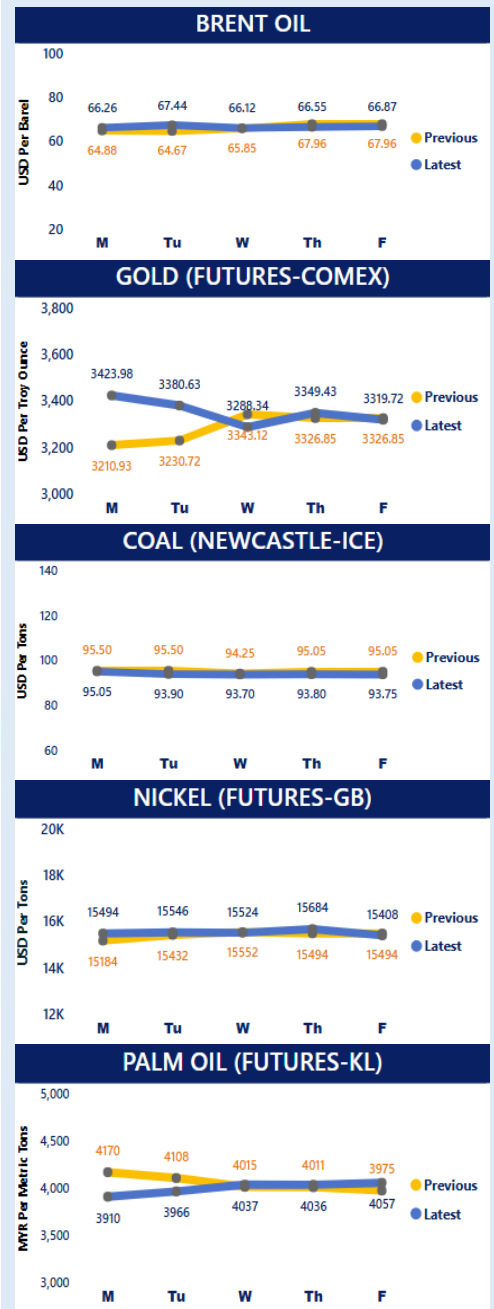 BRENT OIL
USD Per Barel
100
80
60
40
20
66.26 67.44 66.12 66.55 66.87
64.88 64.67 65.85 67.96 67.96
Previous
Latest
M Tu W Th F
GOLD (FUTURES-COMEX)
USD Per Troy Ounce
3,800
3,600
3,400
3,200
3,000
3423.98 3380.63 3288.34 3349.43 3319.72
3210.93 3230.72 3343.12 3326.85 3326.85
Previous
Latest
M Tu W Th F
COAL (NEWCASTLE-ICE)
USD Per Tons
140
120
100
80
60
95.50 95.50 94.25 95.05 95.05
95.05 93.90 93.70 93.80 93.75
Previous
Latest
M Tu W Th F
NICKEL (FUTURES-GB)
USD Per Tons
20K
18K
16K
14K
12K
15494 15546 15524 15684 15408
15184 15432 15552 15494 15494
Previous
Latest
M Tu W Th F
PALM OIL (FUTURES-KL)
MYR Per Metric Tons
5,000
4,500
4,000
3,500
3,000
4170 4108 4015 4011 3975
3910 3966 4037 4036 4057
Previous
Latest
M Tu W Th F